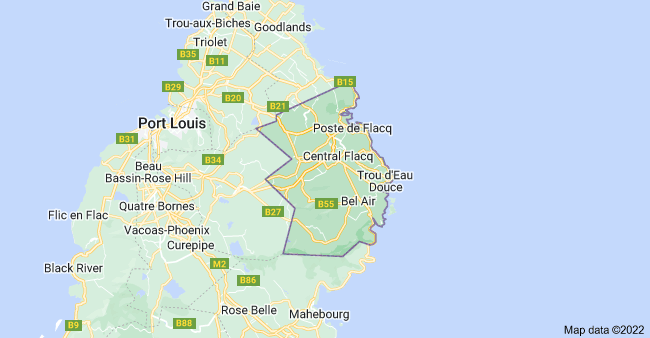 Grand Baie
Trou-aux-Biches
Goodlands
Triolet
B35
B11
B15
B29
B20
B21
Port Louis
Poste de Flacq
B31
Central Flacq
B34
Beau
Bassin-Rose Hill
Trou d'Eau
Douce
Quatre Bornes
B55
Bel Air
B27
Flic en Flac
Vacoas-Phoenix
Curepipe
M2
Black River
B86
Rose Belle
Mahebourg
B9
B88
Map data ©2022